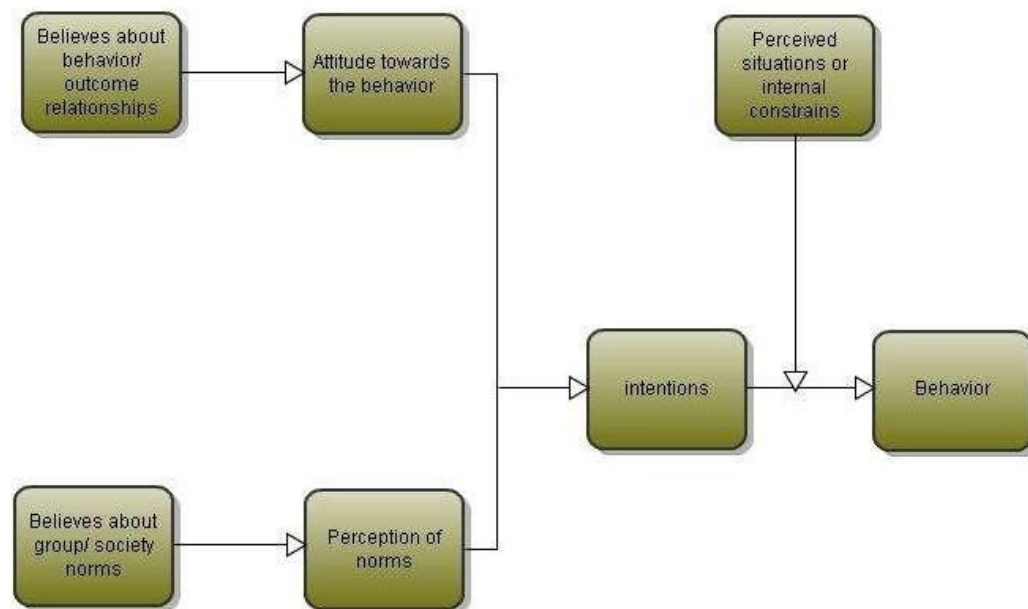 Believes about
behavior/
outcome
relationships
Attitude towards
the behavior
Perceived
situations or
internal
constrains
intentions
Behavior
Believes about
group/ society
norms
Perception of
norms